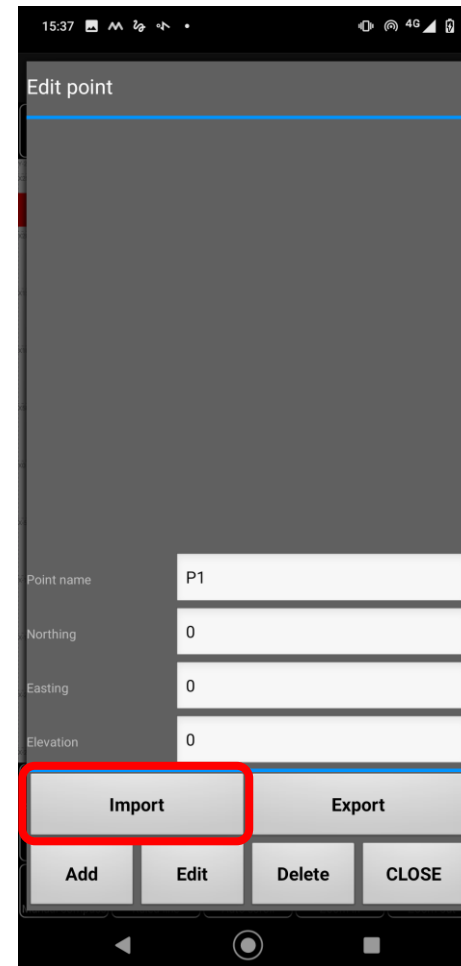 15:37 4G
Edit point
Point name P1
Northing 0
Easting 0
Elevation 0
Import Export
Add Edit Delete CLOSE